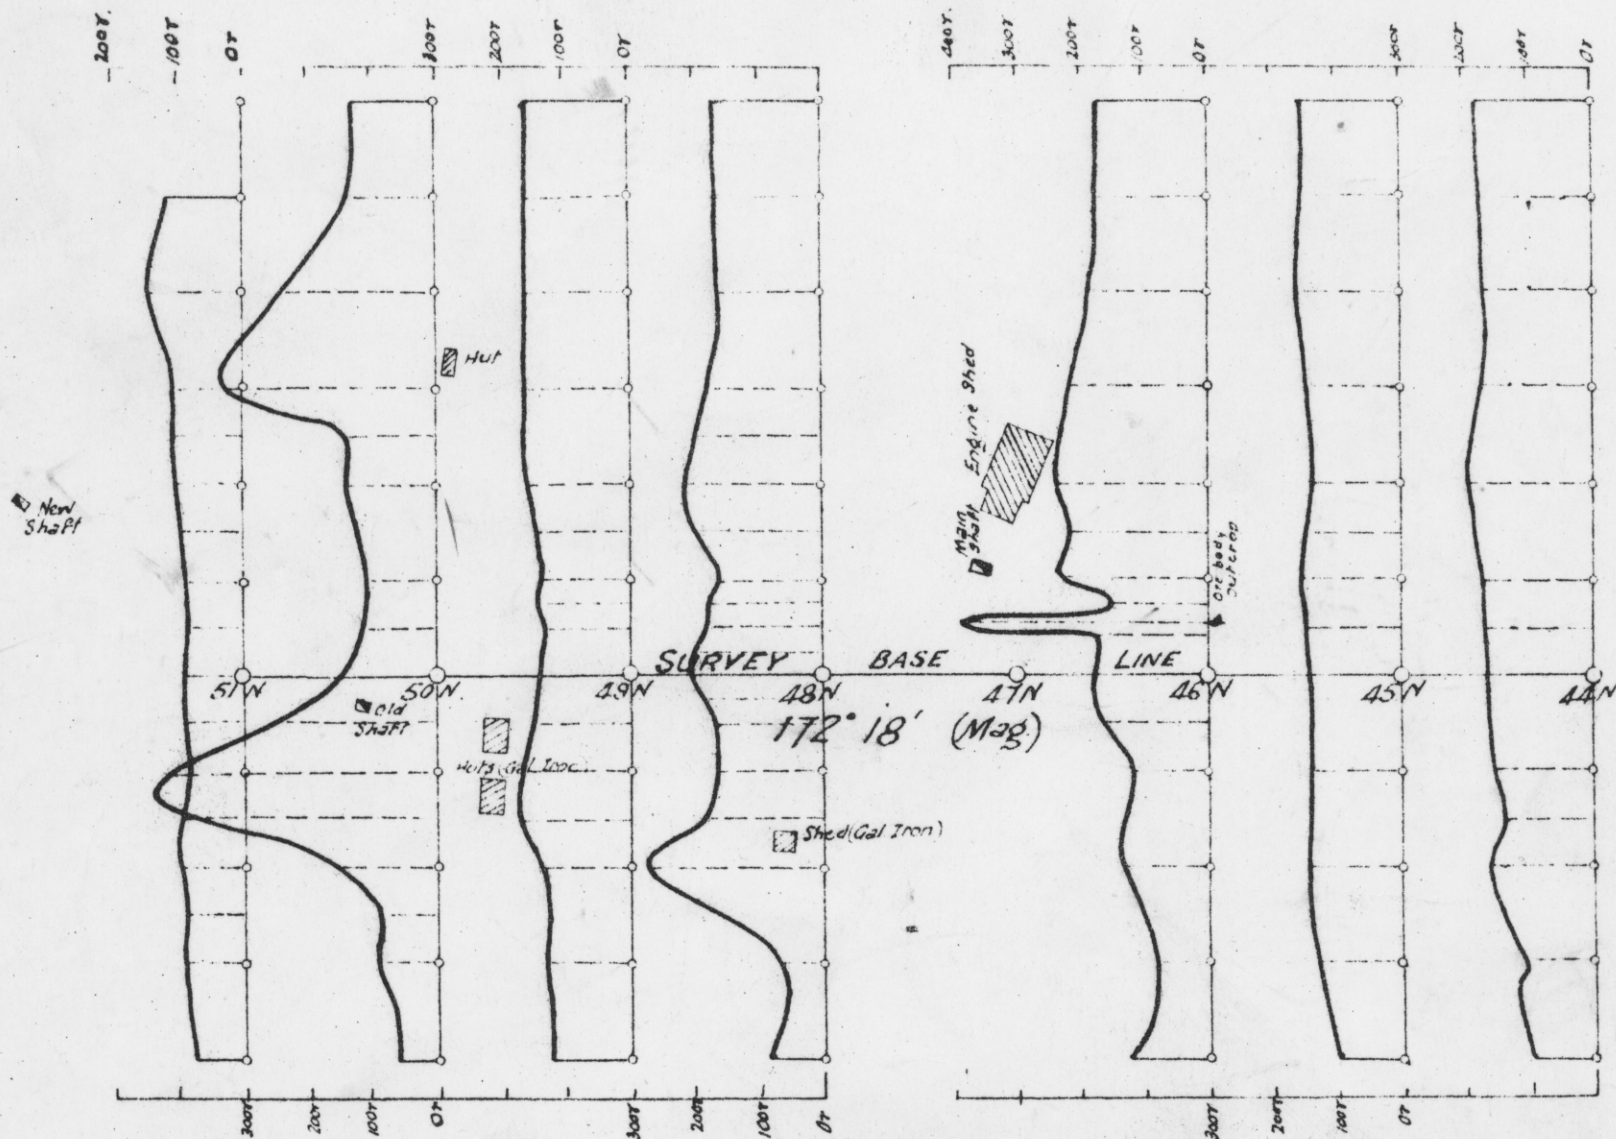 200γ.
100γ
0γ
300γ
200γ
100γ
0γ
400γ.
300γ
200γ
100γ
0γ
300γ
200γ
100γ
0γ
Hut
Engine Shed
Main
Shaft
New
Shaft
Ore body
outcrop
SURVEY BASE LINE
51N
50N.
49N
48N
47N
46N
45N
44N
Old
Shaft
172° 18' (Mag.)
Huts (Gal. Iron.
Shed (Gal. Iron)
300γ
200γ
100γ
0γ
300γ
200γ
100γ
0γ
300γ
200γ
100γ
0γ